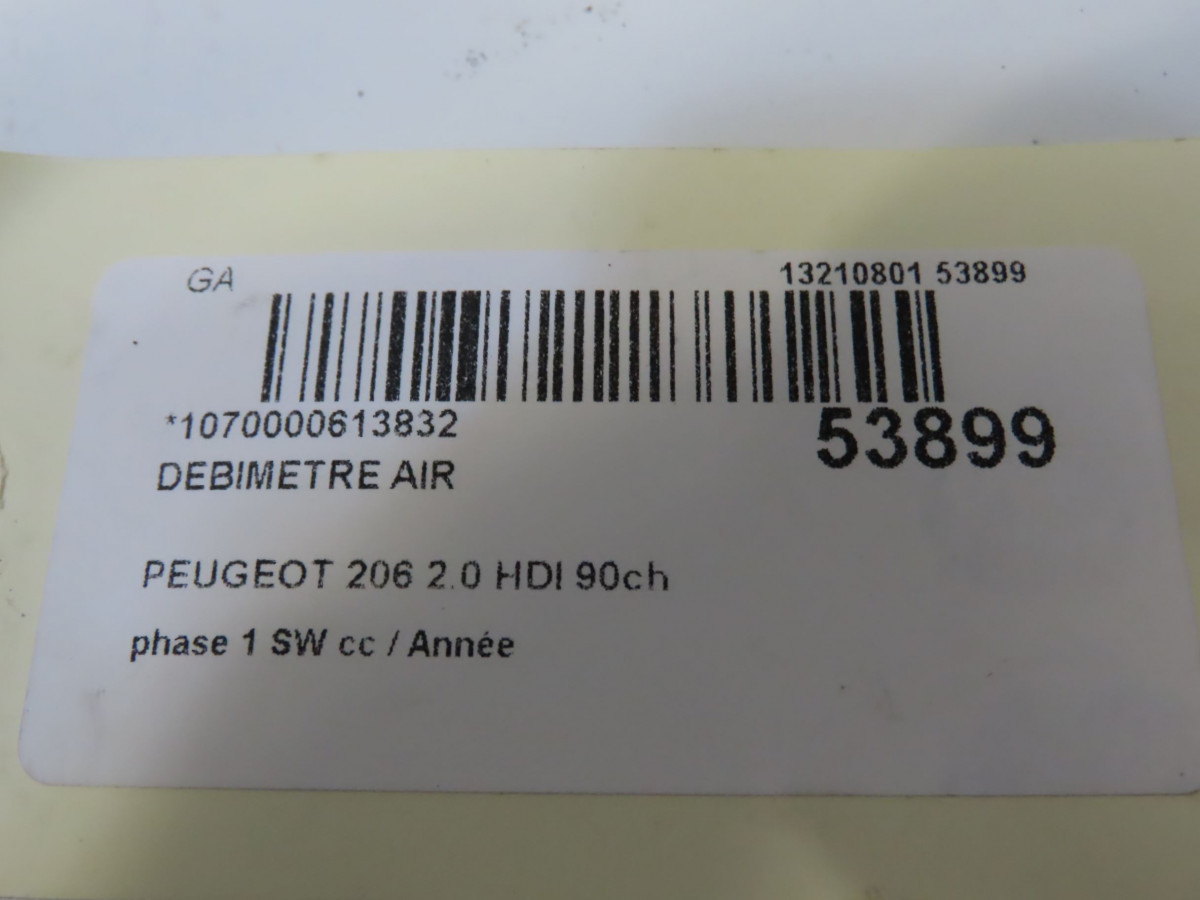 GA 13210801 53899
*1070000613832 53899
DEBIMETRE AIR
PEUGEOT 206 2.0 HDI 90ch
phase 1 SW cc / Année